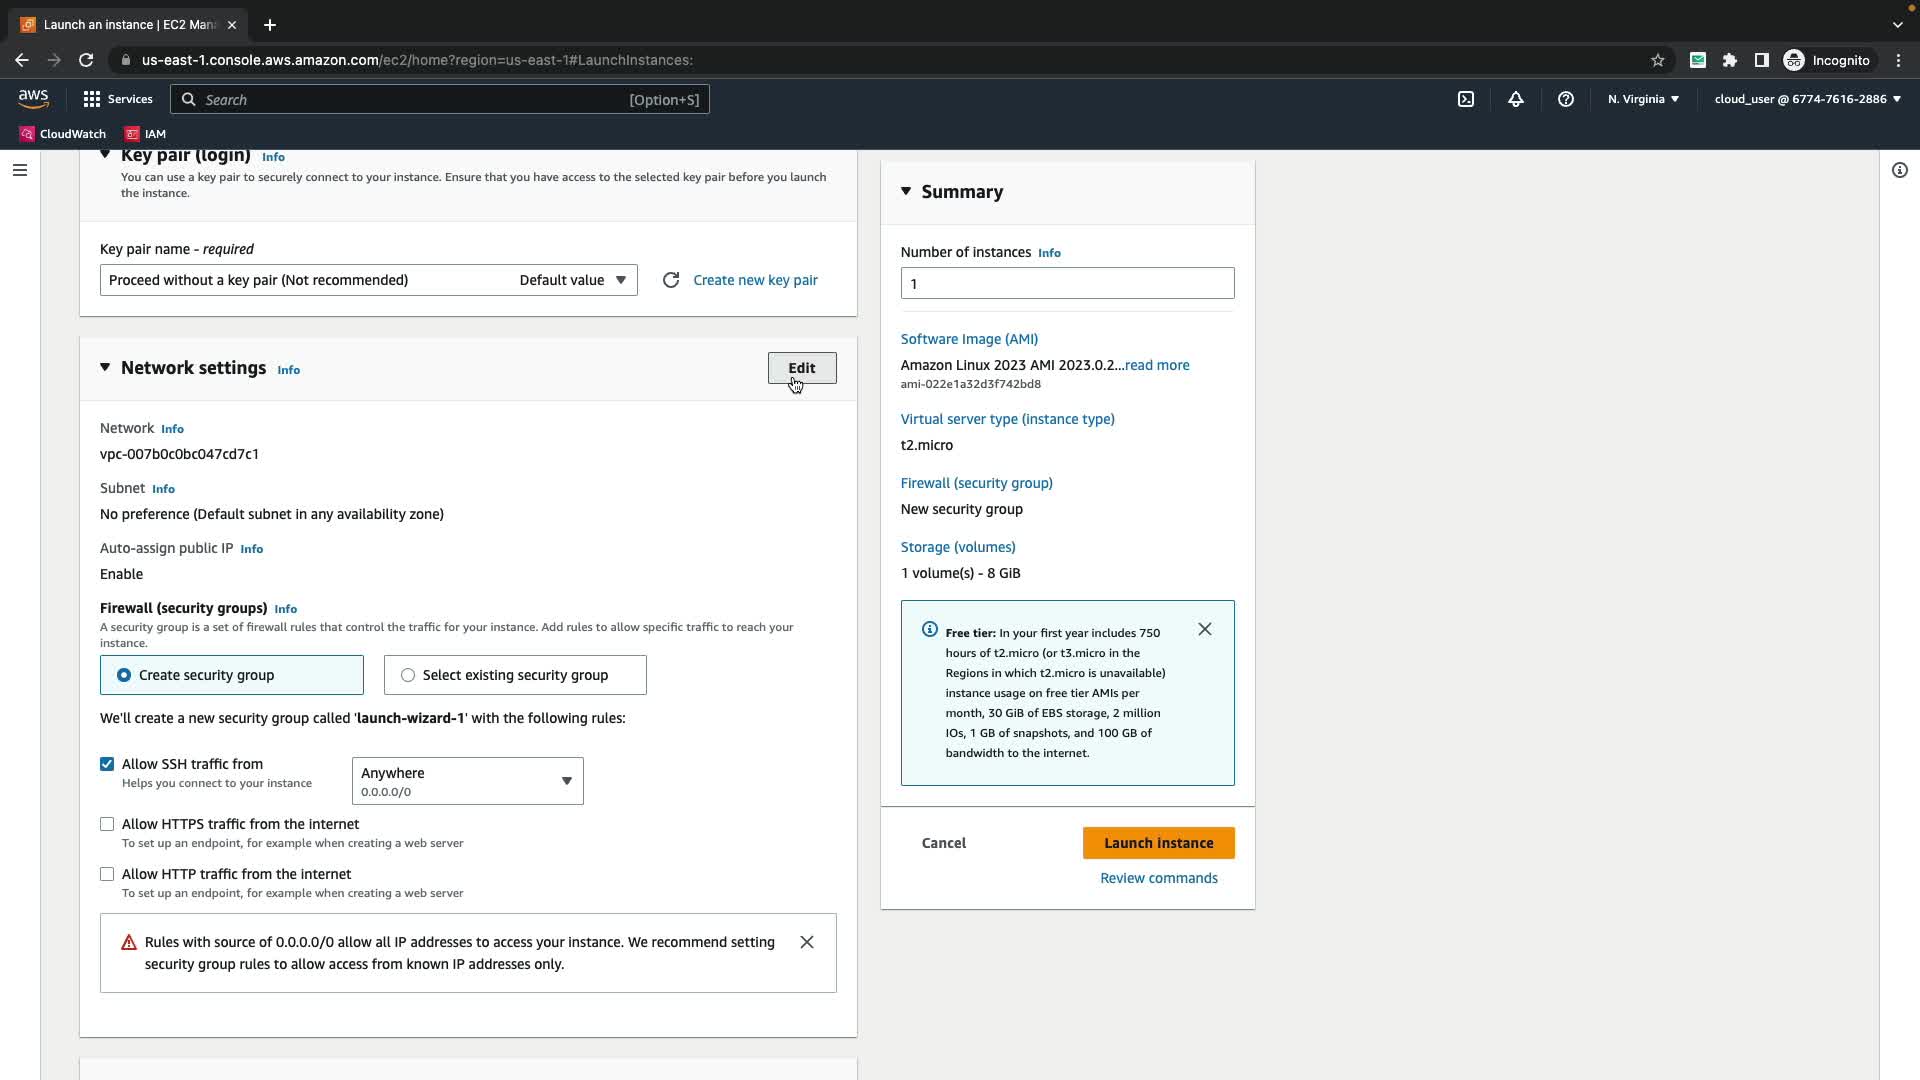 Launch an instance | EC2 Man
us-east-1.console.aws.amazon.com/ec2/home?region=us-east-1#LaunchInstances:
Incognito
aws
Services
Search
[Option+S]
N. Virginia
cloud_user @ 6774-7616-2886
CloudWatch
IAM
Key pair (login) Info
You can use a key pair to securely connect to your instance. Ensure that you have access to the selected key pair before you launch
the instance.
Key pair name - required
Proceed without a key pair (Not recommended) Default value
Create new key pair
Network settings Info
Edit
Network Info
vpc-007b0c0bc047cd7c1
Subnet Info
No preference (Default subnet in any availability zone)
Auto-assign public IP Info
Enable
Firewall (security groups) Info
A security group is a set of firewall rules that control the traffic for your instance. Add rules to allow specific traffic to reach your
instance.
Create security group
Select existing security group
We'll create a new security group called 'launch-wizard-1' with the following rules:
Allow SSH traffic from
Helps you connect to your instance
Anywhere
0.0.0.0/0
Allow HTTPS traffic from the internet
To set up an endpoint, for example when creating a web server
Allow HTTP traffic from the internet
To set up an endpoint, for example when creating a web server
Rules with source of 0.0.0.0/0 allow all IP addresses to access your instance. We recommend setting
security group rules to allow access from known IP addresses only.
Summary
Number of instances Info
1
Software Image (AMI)
Amazon Linux 2023 AMI 2023.0.2...read more
ami-022e1a32d3f742bd8
Virtual server type (instance type)
t2.micro
Firewall (security group)
New security group
Storage (volumes)
1 volume(s) - 8 GiB
Free tier: In your first year includes 750
hours of t2.micro (or t3.micro in the
Regions in which t2.micro is unavailable)
instance usage on free tier AMIs per
month, 30 GiB of EBS storage, 2 million
IOs, 1 GB of snapshots, and 100 GB of
bandwidth to the internet.
Cancel
Launch instance
Review commands